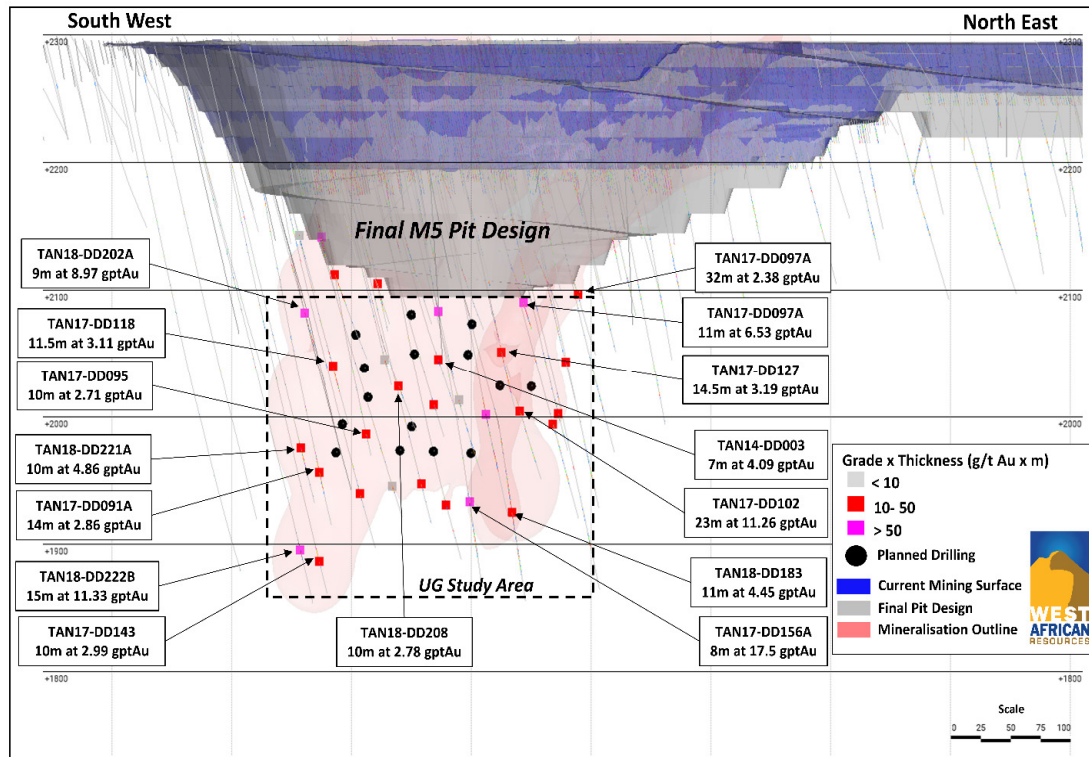 South West
North East
+2300
+2300
+2200
+2200
Final M5 Pit Design
TAN18-DD202A
9m at 8.97 gptAu
TAN17-DD097A
32m at 2.38 gptAu
+2100
+2100
TAN17-DD118
11.5m at 3.11 gptAu
TAN17-DD097A
11m at 6.53 gptAu
TAN17-DD095
10m at 2.71 gptAu
TAN17-DD127
14.5m at 3.19 gptAu
+2000
+2000
TAN18-DD221A
10m at 4.86 gptAu
TAN14-DD003
7m at 4.09 gptAu
TAN17-DD091A
14m at 2.86 gptAu
TAN17-DD102
23m at 11.26 gptAu
+1900
TAN18-DD222B
15m at 11.33 gptAu
UG Study Area
TAN18-DD183
11m at 4.45 gptAu
TAN17-DD143
10m at 2.99 gptAu
TAN18-DD208
10m at 2.78 gptAu
TAN17-DD156A
8m at 17.5 gptAu
Grade x Thickness (g/t Au x m)
< 10
10- 50
> 50
Planned Drilling
Current Mining Surface
Final Pit Design
Mineralisation Outline
WEST
AFRICAN
RESOURCES
+1800
+1800
Scale
0 25 50 75 100